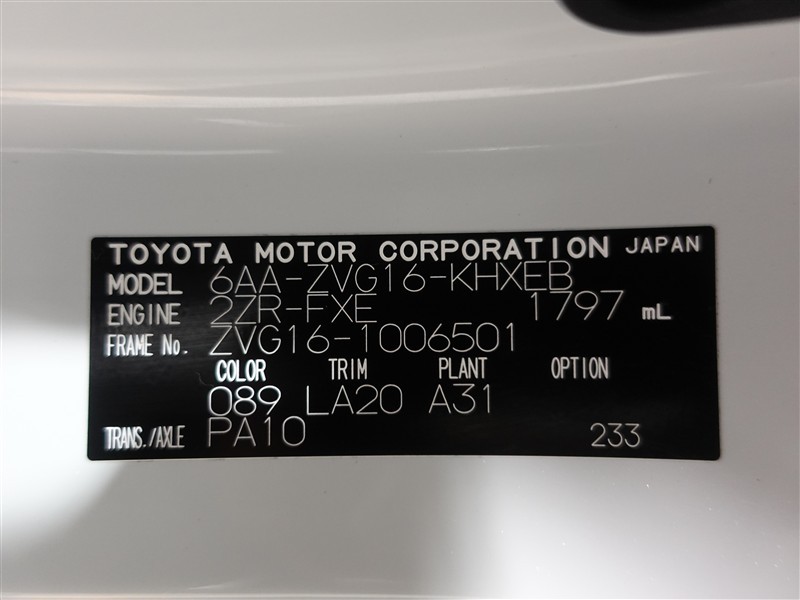 TOYOTA MOTOR CORPORATION JAPAN
MODEL 6AA-ZVG16-KHXEB
ENGINE 2ZR-FXE 1797 mL
FRAME No. ZVG16-1006501
COLOR TRIM PLANT OPTION
089 LA20 A31
TRANS./AXLE PA10 233